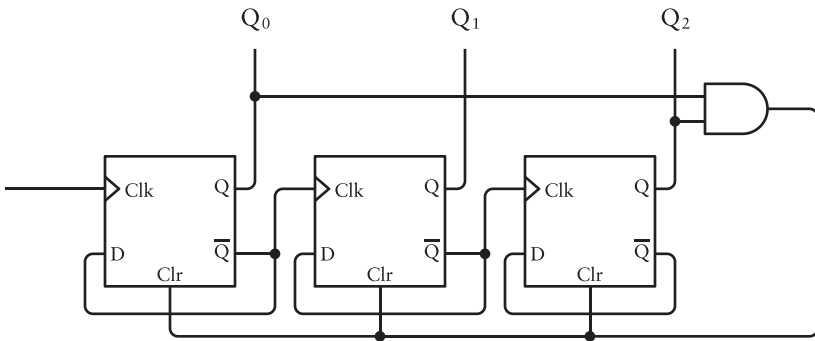 Q₀ Q₁ Q₂
Clk Q Clk Q Clk Q
D Q̅ D Q̅ D Q̅
Clr Clr Clr